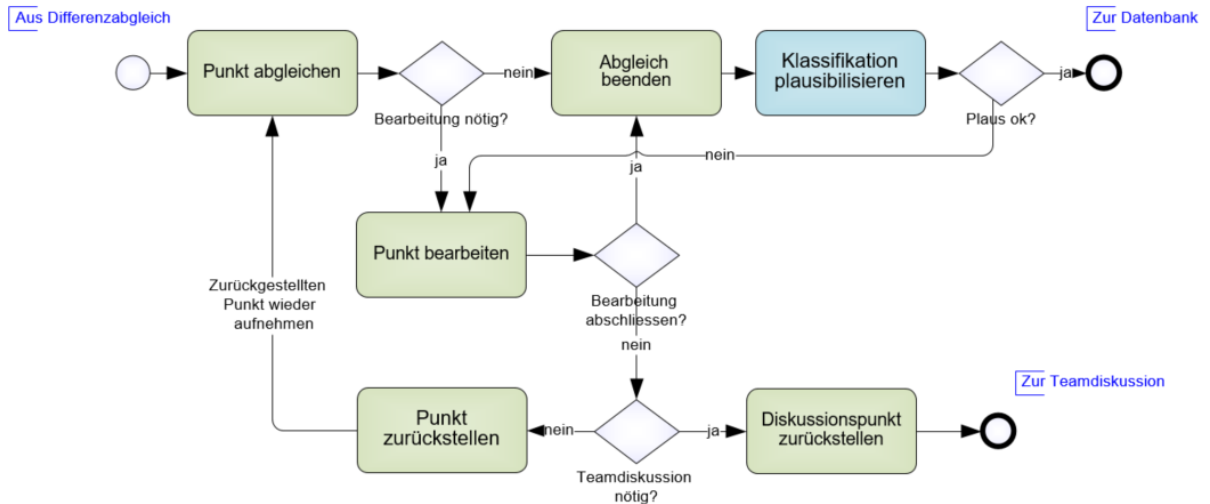 Aus Differenzabgleich
Zur Datenbank
Punkt abgleichen
nein
Abgleich
beenden
Klassifikation
plausibilisieren
ja
Bearbeitung nötig?
Plaus ok?
ja
ja
nein
Punkt bearbeiten
Zurückgestellten
Punkt wieder
aufnehmen
Bearbeitung
abschliessen?
nein
Zur Teamdiskussion
Punkt
zurückstellen
nein
ja
Diskussionspunkt
zurückstellen
Teamdiskussion
nötig?